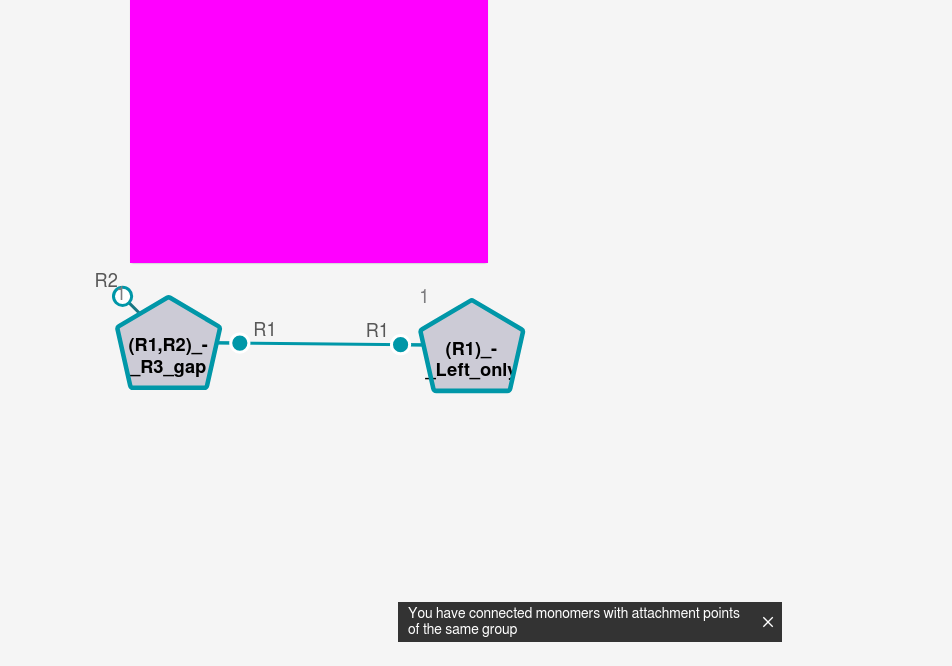 R2
1
1
R1
R1
(R1,R2)_-
_R3_gap
(R1)_-
_Left_only
You have connected monomers with attachment points
of the same group